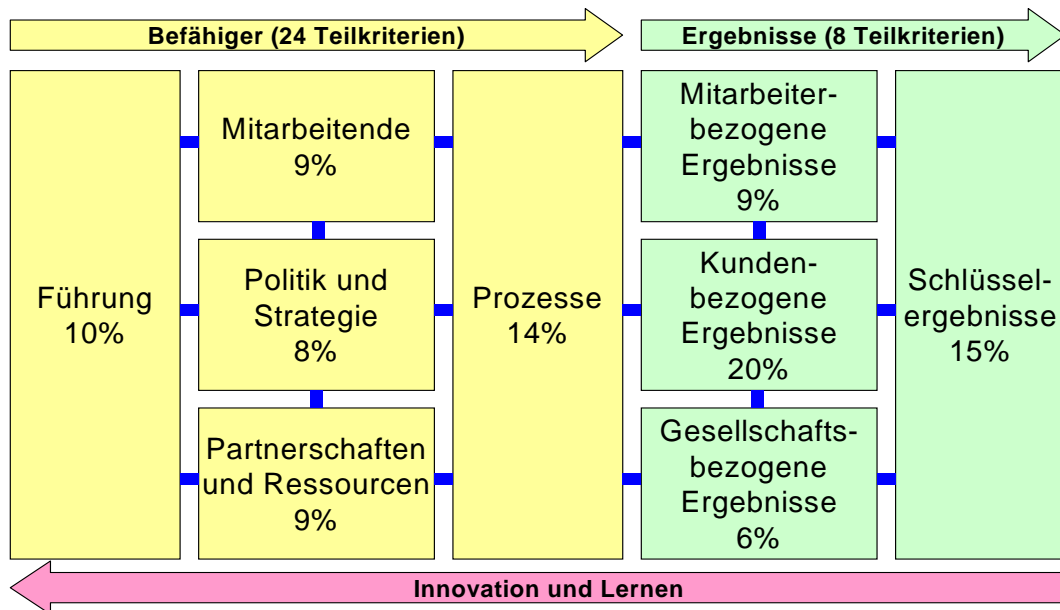 Befähiger (24 Teilkriterien)
Ergebnisse (8 Teilkriterien)
Führung
10%
Mitarbeitende
9%
Politik und
Strategie
8%
Partnerschaften
und Ressourcen
9%
Prozesse
14%
Mitarbeiter-
bezogene
Ergebnisse
9%
Kunden-
bezogene
Ergebnisse
20%
Gesellschafts-
bezogene
Ergebnisse
6%
Schlüssel-
ergebnisse
15%
Innovation und Lernen